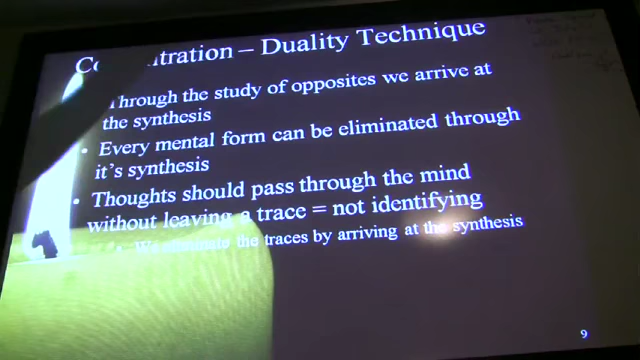 – Duality Technique
Through the study of opposites we arrive at
the synthesis
• Every mental form can be eliminated through
it's synthesis
• Thoughts should pass through the mind
without leaving a trace = not identifying
We eliminate the traces by arriving at the synthesis
9